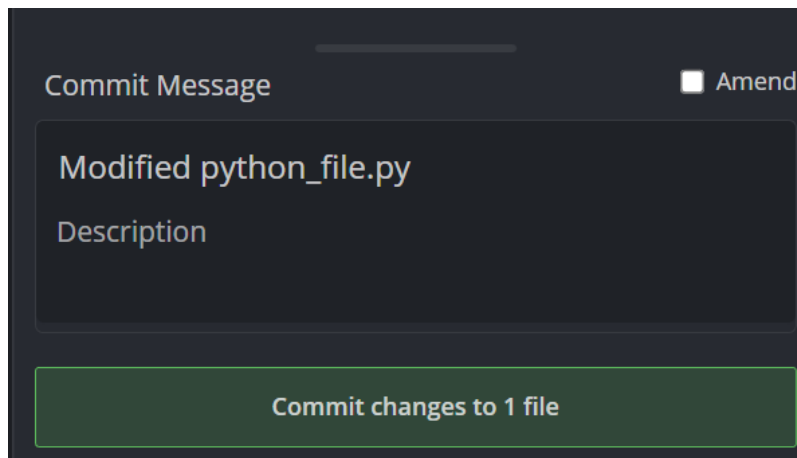 Commit Message
Amend
Modified python_file.py
Description
Commit changes to 1 file